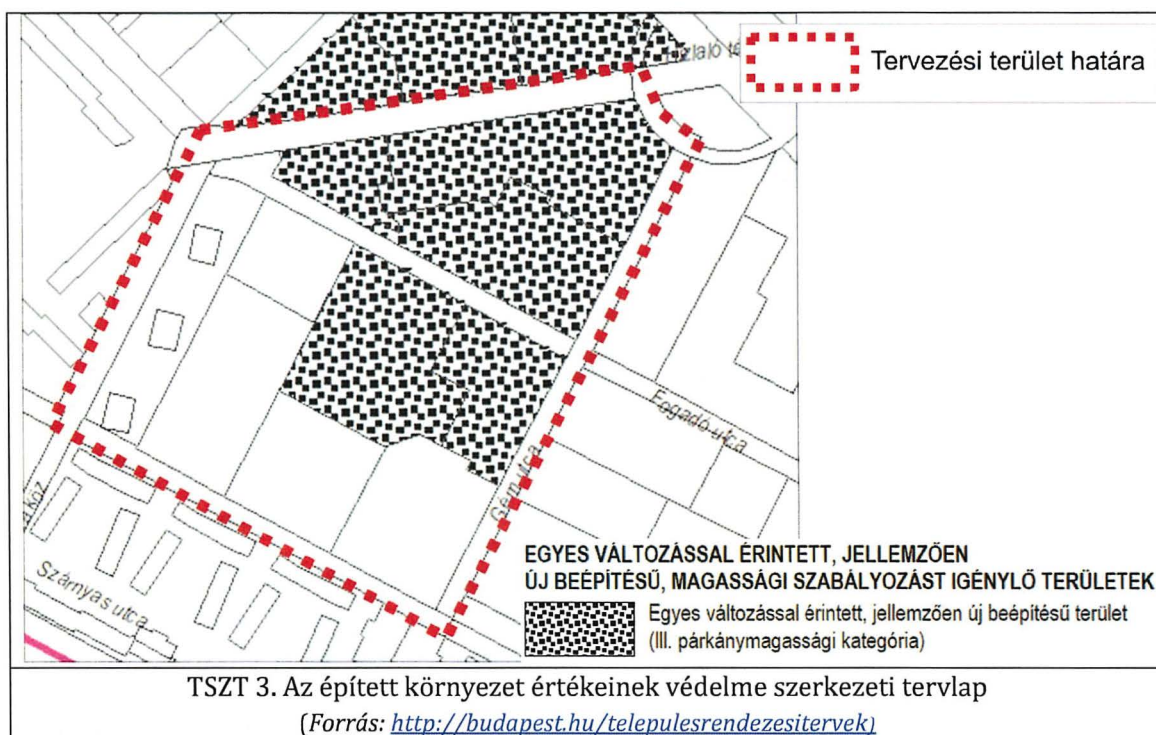 Tervezési terület határa
Fogadó utca
Gém utca
Szárnyas utca
EGYES VÁLTOZÁSSAL ÉRINTETT, JELLEMZŐEN
ÚJ BEÉPÍTÉSŰ, MAGASSÁGI SZABÁLYOZÁST IGÉNYLŐ TERÜLETEK
Egyes változással érintett, jellemzően új beépítésű terület
(III. párkánymagassági kategória)
TSZT 3. Az épített környezet értékeinek védelme szerkezeti tervlap
(Forrás: http://budapest.hu/telepulesrendezesitervek)